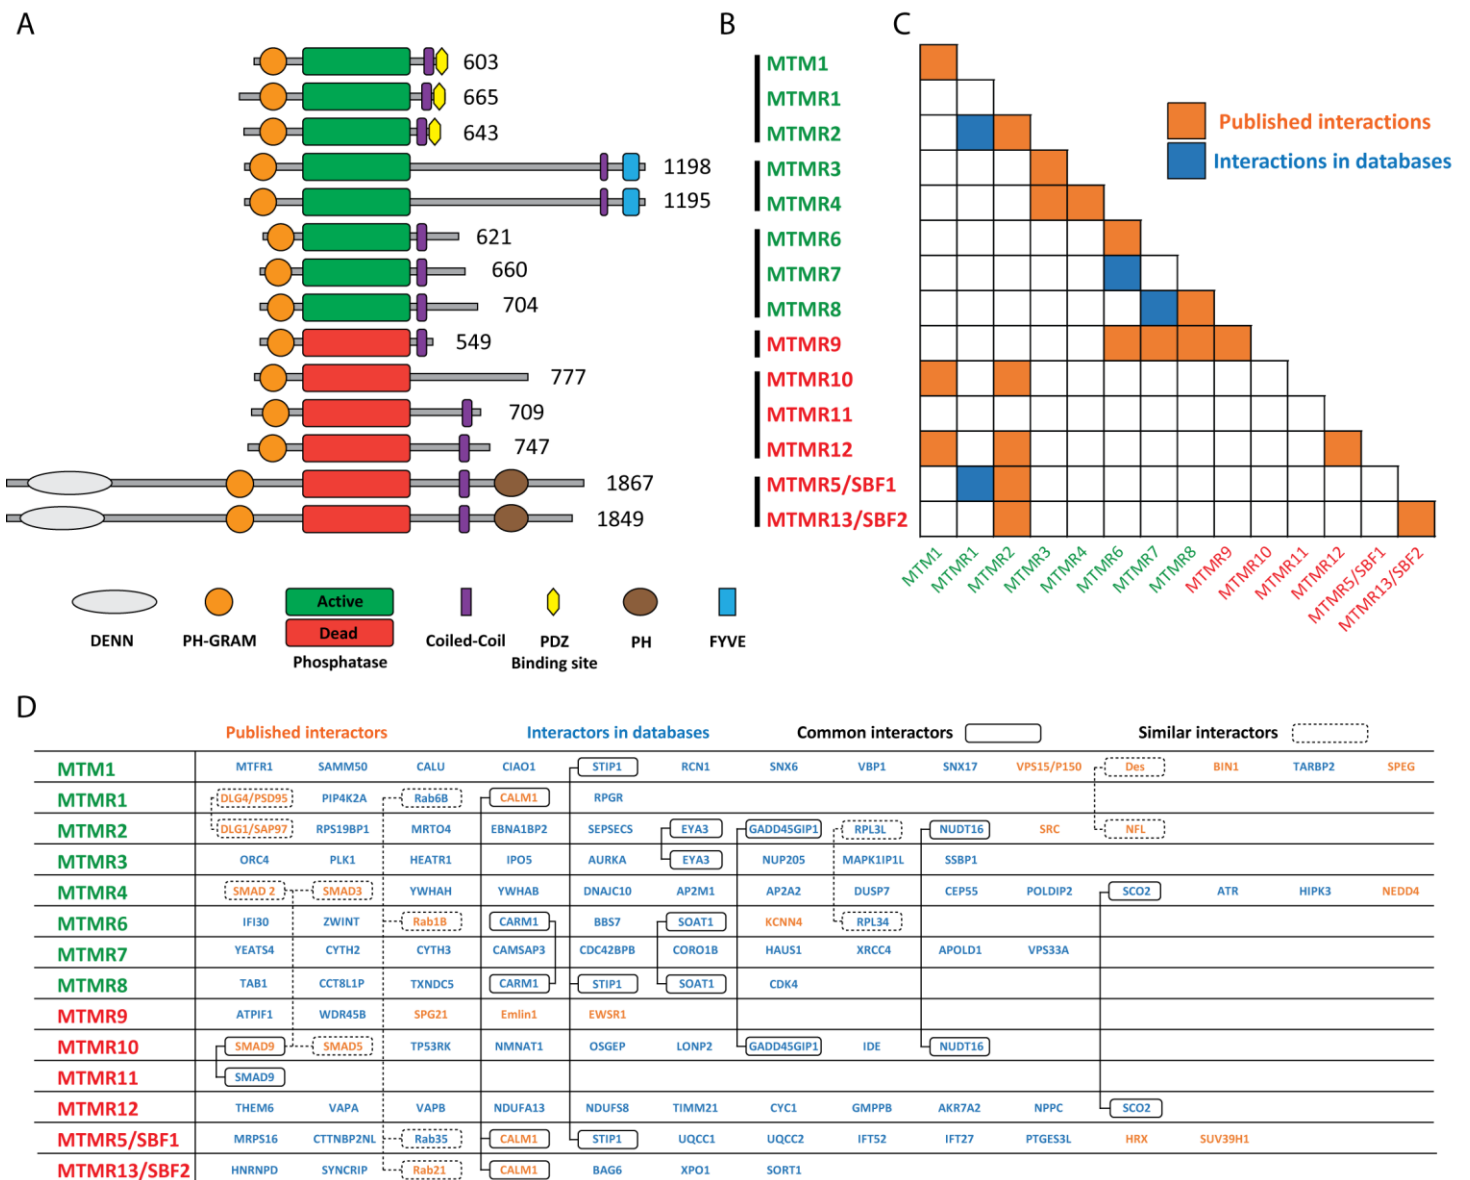 A
B
C
603
665
643
1198
1195
621
660
704
549
777
709
747
1867
1849
DENN
PH-GRAM
Active
Dead
Phosphatase
Coiled-Coil
PDZ
Binding site
PH
FYVE
MTM1
MTMR1
MTMR2
MTMR3
MTMR4
MTMR6
MTMR7
MTMR8
MTMR9
MTMR10
MTMR11
MTMR12
MTMR5/SBF1
MTMR13/SBF2
Published interactions
Interactions in databases
MTM1
MTMR1
MTMR2
MTMR3
MTMR4
MTMR6
MTMR7
MTMR8
MTMR9
MTMR10
MTMR11
MTMR12
MTMR5/SBF1
MTMR13/SBF2
D
Published interactors Interactors in databases Common interactors Similar interactors
MTM1 MTFR1 SAMM50 CALU CIAO1 STIP1 RCN1 SNX6 VBP1 SNX17 VPS15/P150 Des BIN1 TARBP2 SPEG
MTMR1 DLG4/PSD95 PIP4K2A Rab6B CALM1 RPGR
MTMR2 DLG1/SAP97 RPS19BP1 MRTO4 EBNA1BP2 SEPSECS EYA3 GADD45GIP1 RPL3L NUDT16 SRC NFL
MTMR3 ORC4 PLK1 HEATR1 IPO5 AURKA EYA3 NUP205 MAPK1IP1L SSBP1
MTMR4 SMAD 2 SMAD3 YWHAH YWHAB DNAJC10 AP2M1 AP2A2 DUSP7 CEP55 POLDIP2 SCO2 ATR HIPK3 NEDD4
MTMR6 IFI30 ZWINT Rab1B CARM1 BBS7 SOAT1 KCNN4 RPL34
MTMR7 YEATS4 CYTH2 CYTH3 CAMSAP3 CDC42BPB CORO1B HAUS1 XRCC4 APOLD1 VPS33A
MTMR8 TAB1 CCT8L1P TXNDC5 CARM1 STIP1 SOAT1 CDK4
MTMR9 ATPIF1 WDR45B SPG21 Emlin1 EWSR1
MTMR10 SMAD9 SMAD5 TP53RK NMNAT1 OSGEP LONP2 GADD45GIP1 IDE NUDT16
MTMR11 SMAD9
MTMR12 THEM6 VAPA VAPB NDUFA13 NDUFS8 TIMM21 CYC1 GMPPB AKR7A2 NPPC SCO2
MTMR5/SBF1 MRPS16 CTTNBP2NL Rab35 CALM1 STIP1 UQCC1 UQCC2 IFT52 IFT27 PTGES3L HRX SUV39H1
MTMR13/SBF2 HNRNPD SYNCRIP Rab21 CALM1 BAG6 XPO1 SORT1